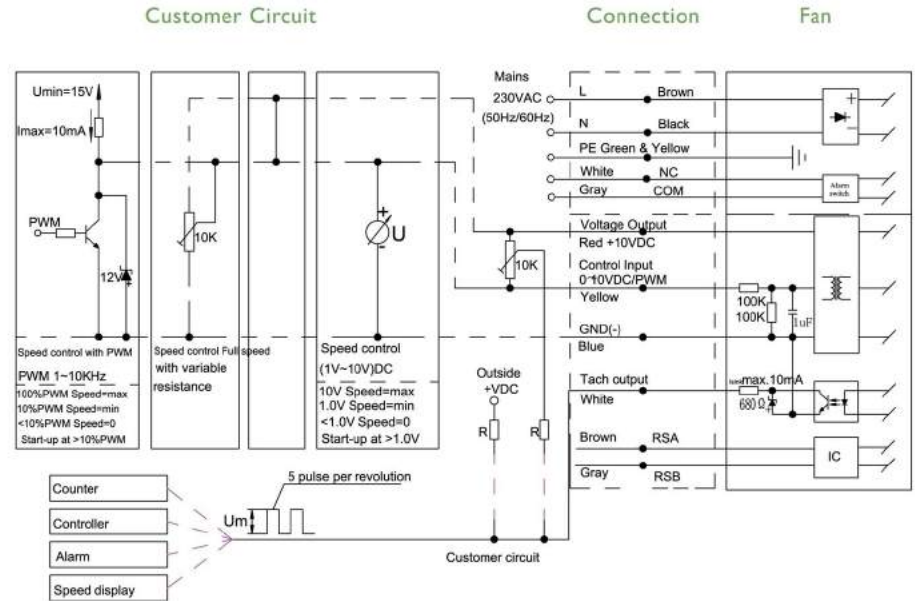 Customer Circuit
Connection
Fan
Umin=15V
Imax=10mA
PWM
12V
Speed control with PWM
PWM 1~10KHz
100%PWM Speed=max
10%PWM Speed=min
<10%PWM Speed=0
Start-up at >10%PWM
10K
Speed control
with variable
resistance
Full speed
U
+
-
Speed control
(1V~10V)DC
10V Speed=max
1.0V Speed=min
<1.0V Speed=0
Start-up at >1.0V
Mains
230VAC
(50Hz/60Hz)
L
Brown
N
Black
PE Green & Yellow
White
NC
Gray
COM
Voltage Output
Red +10VDC
10K
Control Input
0~10VDC/PWM
Yellow
GND(-)
Blue
Outside
+VDC
R
R
Tach output
White
Brown
RSA
Gray
RSB
+
-
Alarm
switch
100K
100K
1uF
max.10mA
680Ω
IC
Counter
Controller
Alarm
Speed display
Um
5 pulse per revolution
Customer circuit